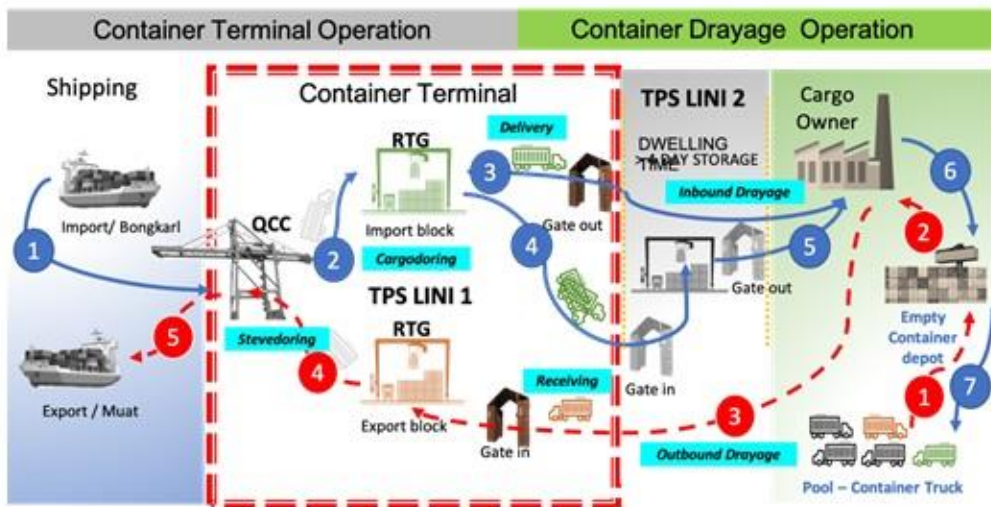 Container Terminal Operation
Container Drayage Operation
Shipping
Container Terminal
TPS LINI 2
Cargo
Owner
Delivery
RTG
DWELLING
TIME
> 4 DAY STORAGE
3
6
Inbound Drayage
Import/ Bongkarl
QCC
1
2
Import block
Gate out
4
5
2
Cargodoring
TPS LINI 1
Gate out
Empty
Container
depot
5
Stevedoring
RTG
4
Receiving
Gate in
1
7
3
Export / Muat
Export block
Gate in
Outbound Drayage
Pool – Container Truck